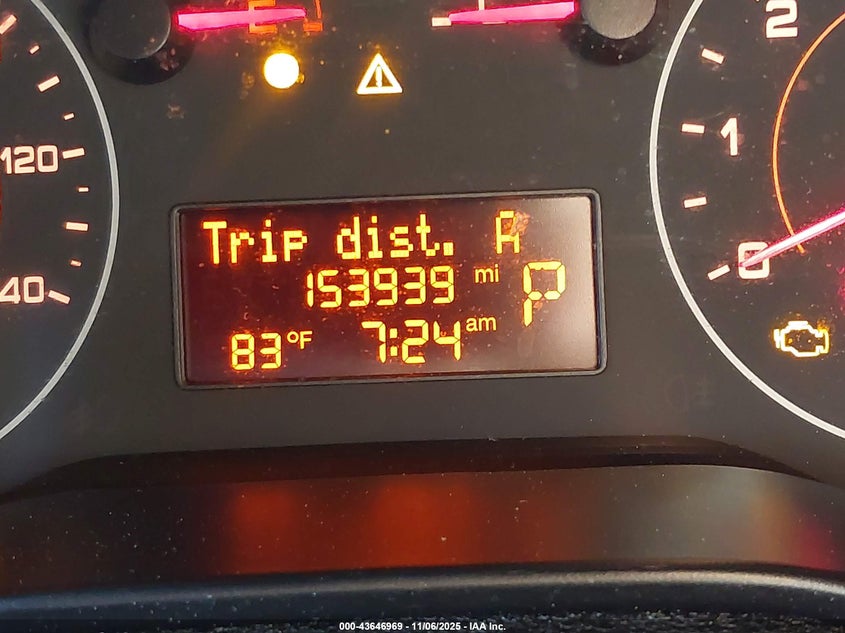 E
2
120
1
Trip dist. A
0
153939 mi P
40
83°F 7:24 am
000-43646969 - 11/06/2025 - IAA Inc.